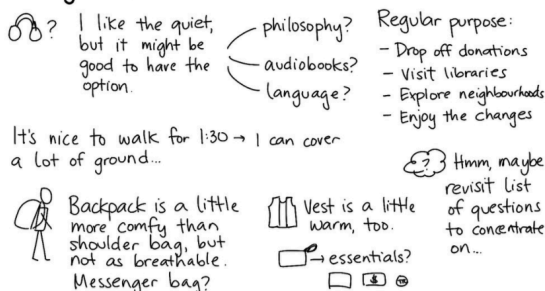 ?
I like the quiet,
but it might be
good to have the
option.
philosophy?
audiobooks?
language?
Regular purpose:
- Drop off donations
- Visit libraries
- Explore neighbourhoods
- Enjoy the changes
It's nice to walk for 1:30 → I can cover
a lot of ground...
? Hmm, maybe
revisit list
of questions
to concentrate
on...
Backpack is a little
more comfy than
shoulder bag, but
not as breathable.
Messenger bag?
Vest is a little
warm, too.
→ essentials?
$